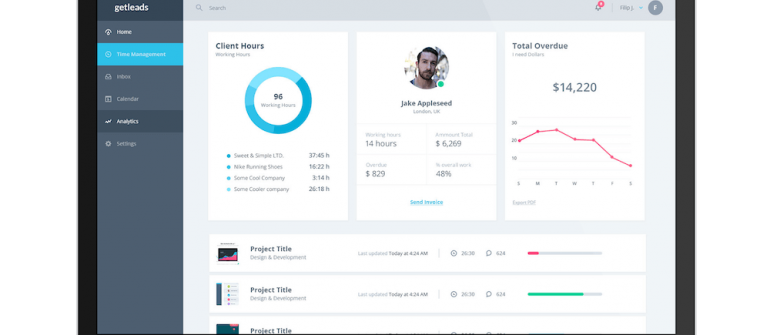 getleads
Search
5
Filip J.
F
Home
Time Management
Inbox
Calendar
Analytics
Settings
Client Hours
Working Hours
96
Working Hours
Sweet & Simple LTD. 37:45 h
Nike Running Shoes 16:22 h
Some Cool Company 3:14 h
Some Cooler company 26:18 h
Jake Appleseed
London, UK
Working hours
14 hours
Ammount Total
$ 6,269
Overdue
$ 829
% overall work
48%
Send Invoice
Total Overdue
I need Dollars
$14,220
30
20
10
S M T W T F S
Export PDF
Project Title
Design & Development
Last updated Today at 4:24 AM
26:30
624
Project Title
Design & Development
Last updated Today at 4:24 AM
26:30
624
Project Title